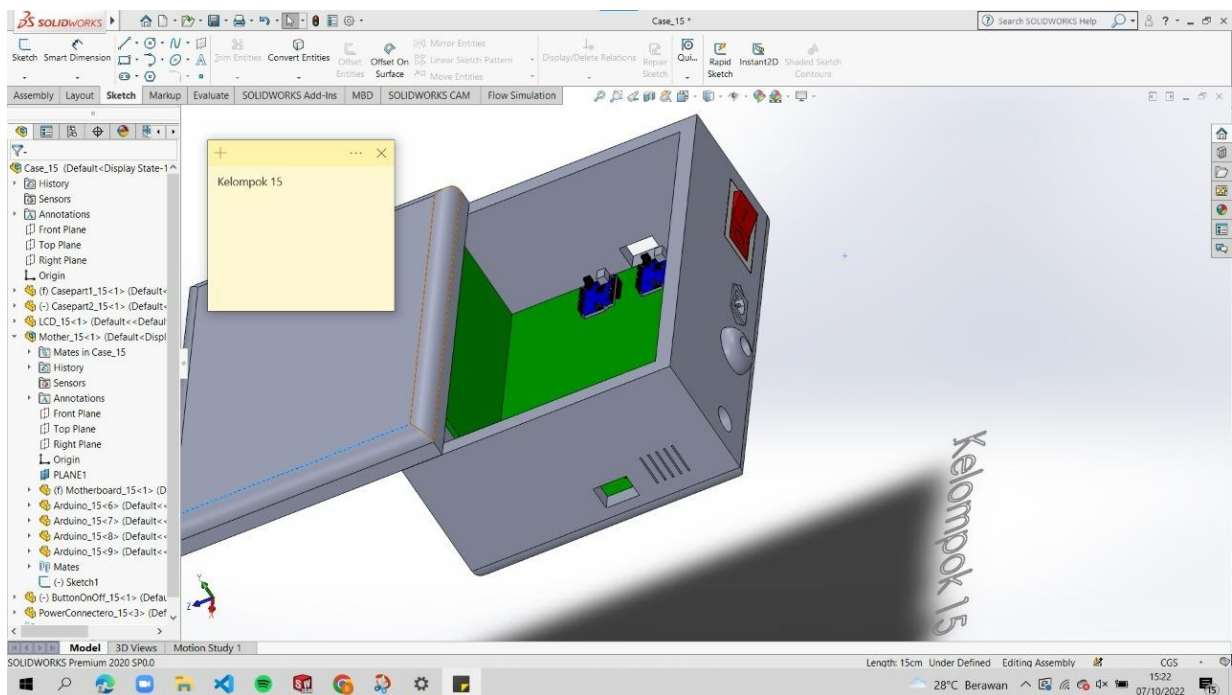 SOLIDWORKS
Case_15 *
Search SOLIDWORKS Help
Sketch
Smart Dimension
Trim Entities
Convert Entities
Offset Entities
Offset On Surface
Mirror Entities
Linear Sketch Pattern
Move Entities
Display/Delete Relations
Repair Sketch
Qui...
Rapid Sketch
Instant2D
Shaded Sketch Contours
Assembly
Layout
Sketch
Markup
Evaluate
SOLIDWORKS Add-Ins
MBD
SOLIDWORKS CAM
Flow Simulation
Case_15 (Default<Display State-1
History
Sensors
Annotations
Front Plane
Top Plane
Right Plane
Origin
(f) Casepart1_15<1> (Default<
(-) Casepart2_15<1> (Default<
LCD_15<1> (Default<<Defaul
Mother_15<1> (Default<Displ
Mates in Case_15
History
Sensors
Annotations
Front Plane
Top Plane
Right Plane
Origin
PLANE1
(f) Motherboard_15<1> (D
Arduino_15<6> (Default<<
Arduino_15<7> (Default<<
Arduino_15<8> (Default<<
Arduino_15<9> (Default<<
Mates
(-) Sketch1
(-) ButtonOnOff_15<1> (Defau
PowerConnectero_15<3> (Def
Kelompok 15
Kelompok 15
Y
Z
X
Model
3D Views
Motion Study 1
SOLIDWORKS Premium 2020 SP0.0
Length: 15cm
Under Defined
Editing Assembly
CGS
28°C Berawan
15:22
07/10/2022
15